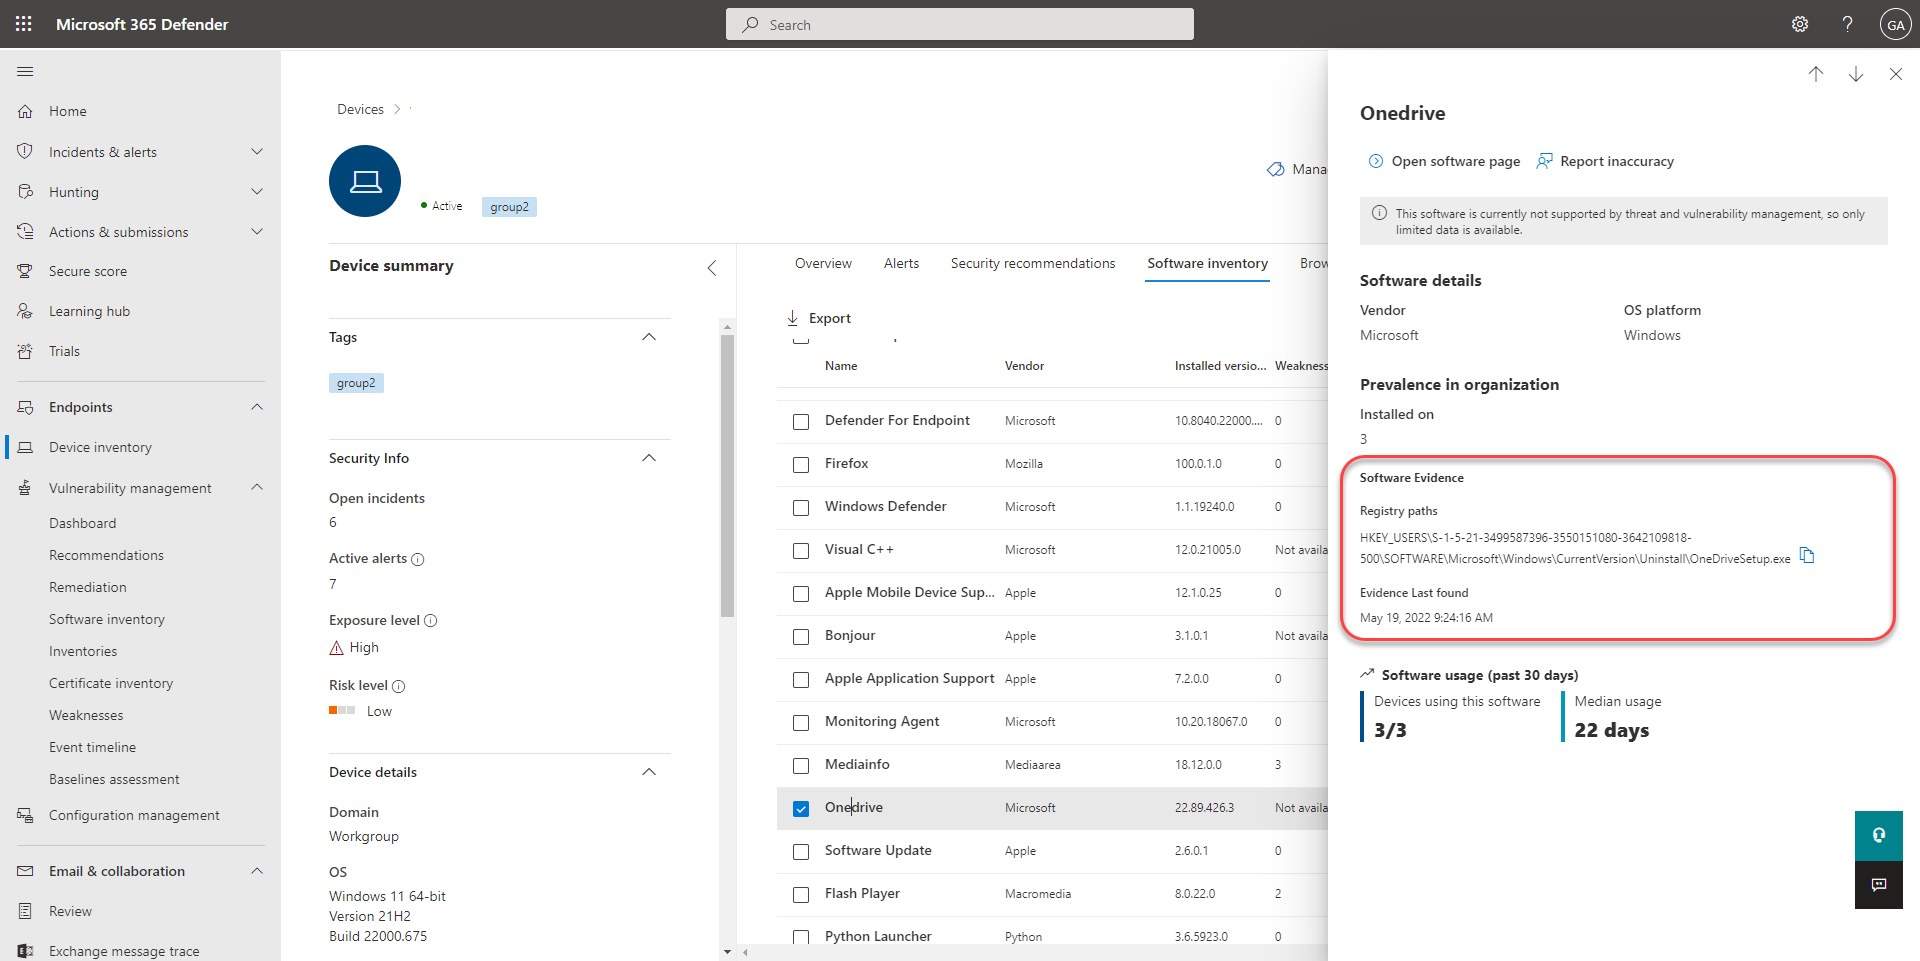 Microsoft 365 Defender
Search
GA
Home
Incidents & alerts
Hunting
Actions & submissions
Secure score
Learning hub
Trials
Endpoints
Device inventory
Vulnerability management
Dashboard
Recommendations
Remediation
Software inventory
Inventories
Certificate inventory
Weaknesses
Event timeline
Baselines assessment
Configuration management
Email & collaboration
Review
Exchange message trace
Devices
Active group2
Mana
Device summary
Tags
group2
Security Info
Open incidents
6
Active alerts
7
Exposure level
High
Risk level
Low
Device details
Domain
Workgroup
OS
Windows 11 64-bit
Version 21H2
Build 22000.675
Overview Alerts Security recommendations Software inventory Brow
Export
Name Vendor Installed versio... Weakness
Defender For Endpoint Microsoft 10.8040.22000.... 0
Firefox Mozilla 100.0.1.0 0
Windows Defender Microsoft 1.1.19240.0 0
Visual C++ Microsoft 12.0.21005.0 Not availa
Apple Mobile Device Sup... Apple 12.1.0.25 0
Bonjour Apple 3.1.0.1 Not availa
Apple Application Support Apple 7.2.0.0 0
Monitoring Agent Microsoft 10.20.18067.0 0
Mediainfo Mediaarea 18.12.0.0 3
Onedrive Microsoft 22.89.426.3 Not availa
Software Update Apple 2.6.0.1 0
Flash Player Macromedia 8.0.22.0 2
Python Launcher Python 3.6.5923.0 0
Onedrive
Open software page Report inaccuracy
This software is currently not supported by threat and vulnerability management, so only
limited data is available.
Software details
Vendor OS platform
Microsoft Windows
Prevalence in organization
Installed on
3
Software Evidence
Registry paths
HKEY_USERS\S-1-5-21-3499587396-3550151080-3642109818-
500\SOFTWARE\Microsoft\Windows\CurrentVersion\Uninstall\OneDriveSetup.exe
Evidence Last found
May 19, 2022 9:24:16 AM
Software usage (past 30 days)
Devices using this software Median usage
3/3 22 days